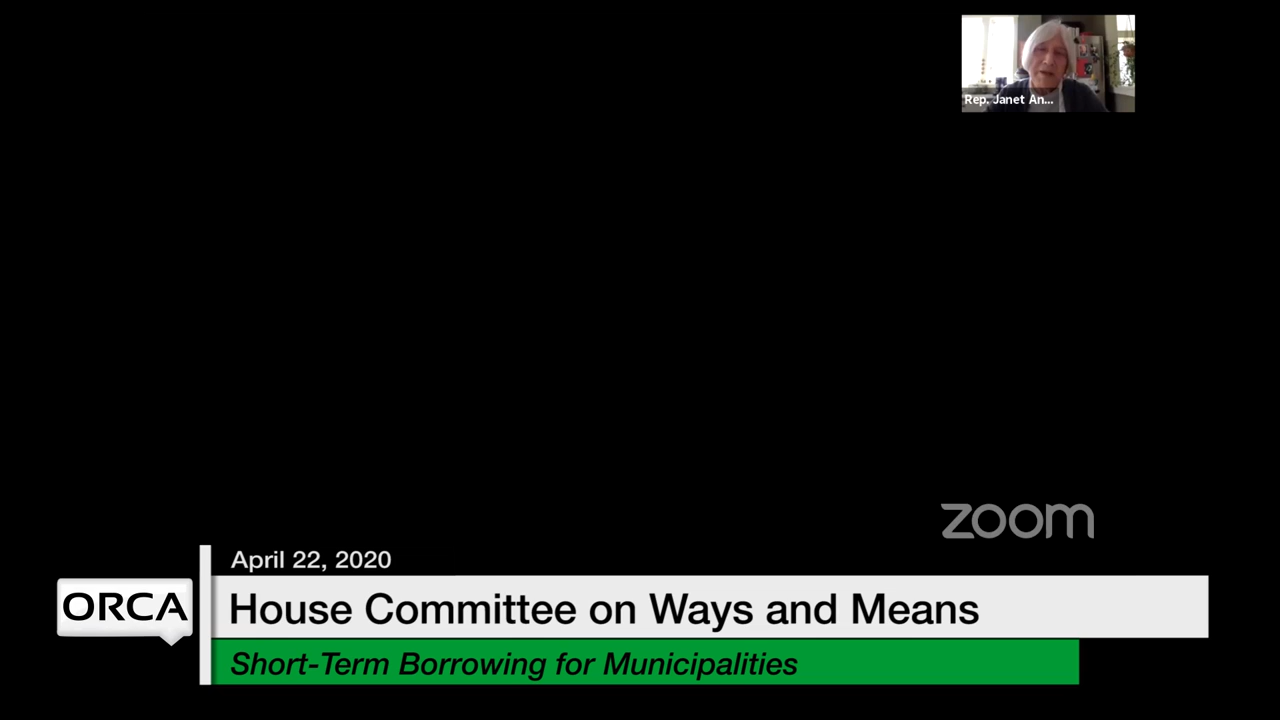 Rep. Janet An...
zoom
April 22, 2020
ORCA
House Committee on Ways and Means
Short-Term Borrowing for Municipalities